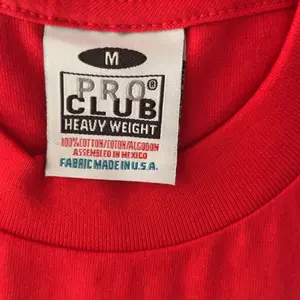 M
PRO®
CLUB
HEAVY WEIGHT
100%COTTON/COTON/ALGODON
ASSEMBLED IN MEXICO
FABRIC MADE IN U.S.A.